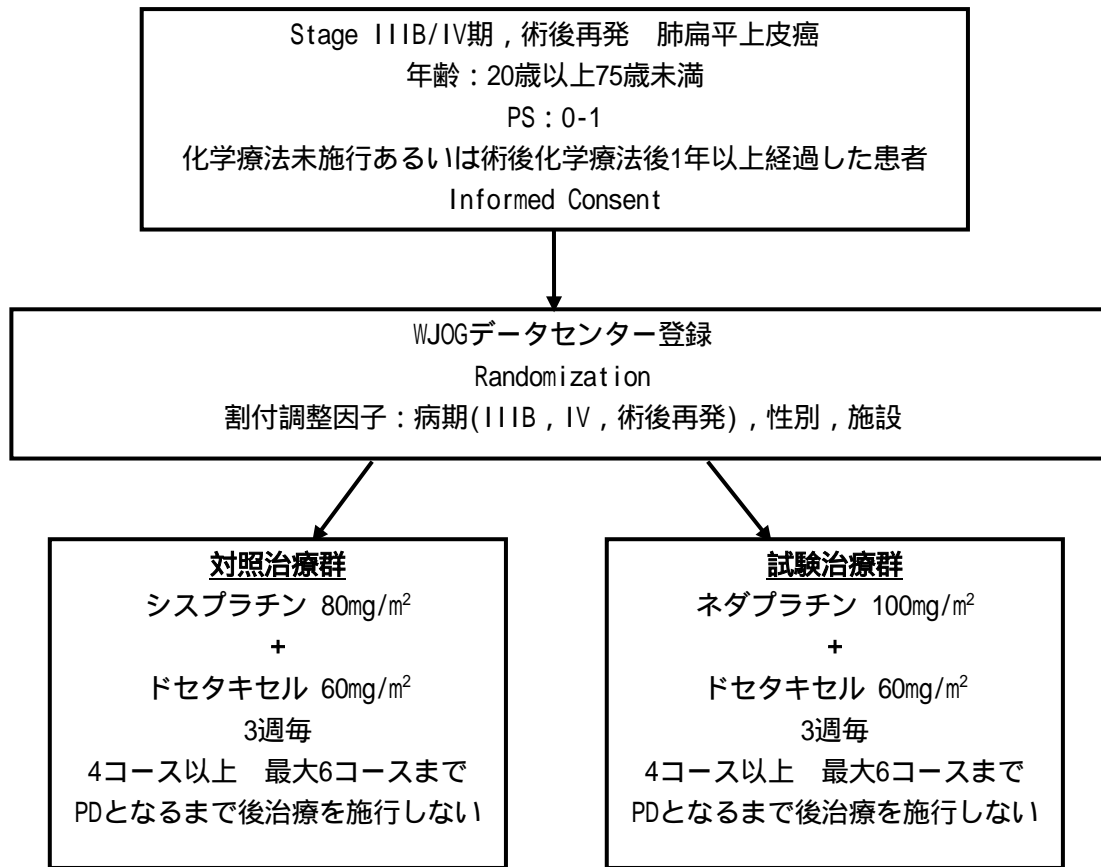 Stage IIIB/IV期，術後再発　肺扁平上皮癌
年齢：20歳以上75歳未満
PS：0-1
化学療法未施行あるいは術後化学療法後1年以上経過した患者
Informed Consent
WJOGデータセンター登録
Randomization
割付調整因子：病期(IIIB，IV，術後再発)，性別，施設
対照治療群
シスプラチン 80mg/m²
+
ドセタキセル 60mg/m²
3週毎
4コース以上　最大6コースまで
PDとなるまで後治療を施行しない
試験治療群
ネダプラチン 100mg/m²
+
ドセタキセル 60mg/m²
3週毎
4コース以上　最大6コースまで
PDとなるまで後治療を施行しない